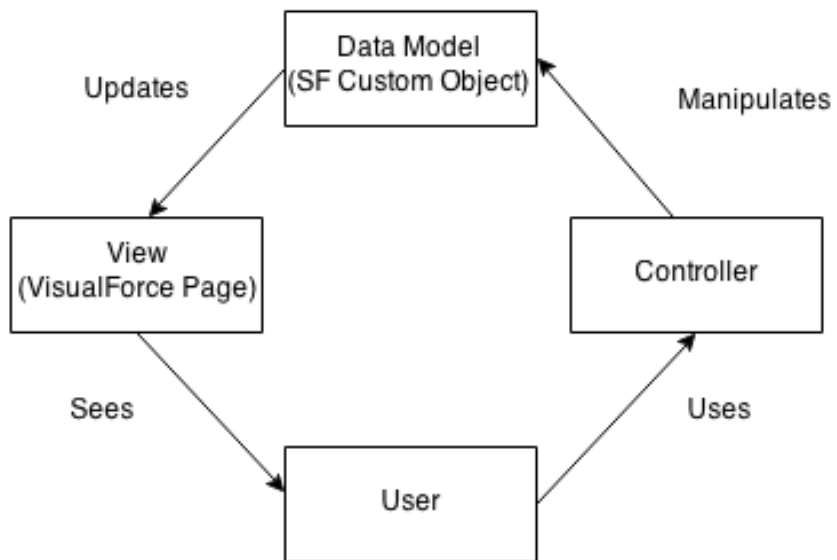 Data Model
(SF Custom Object)
Updates
Manipulates
View
(VisualForce Page)
Controller
Sees
Uses
User